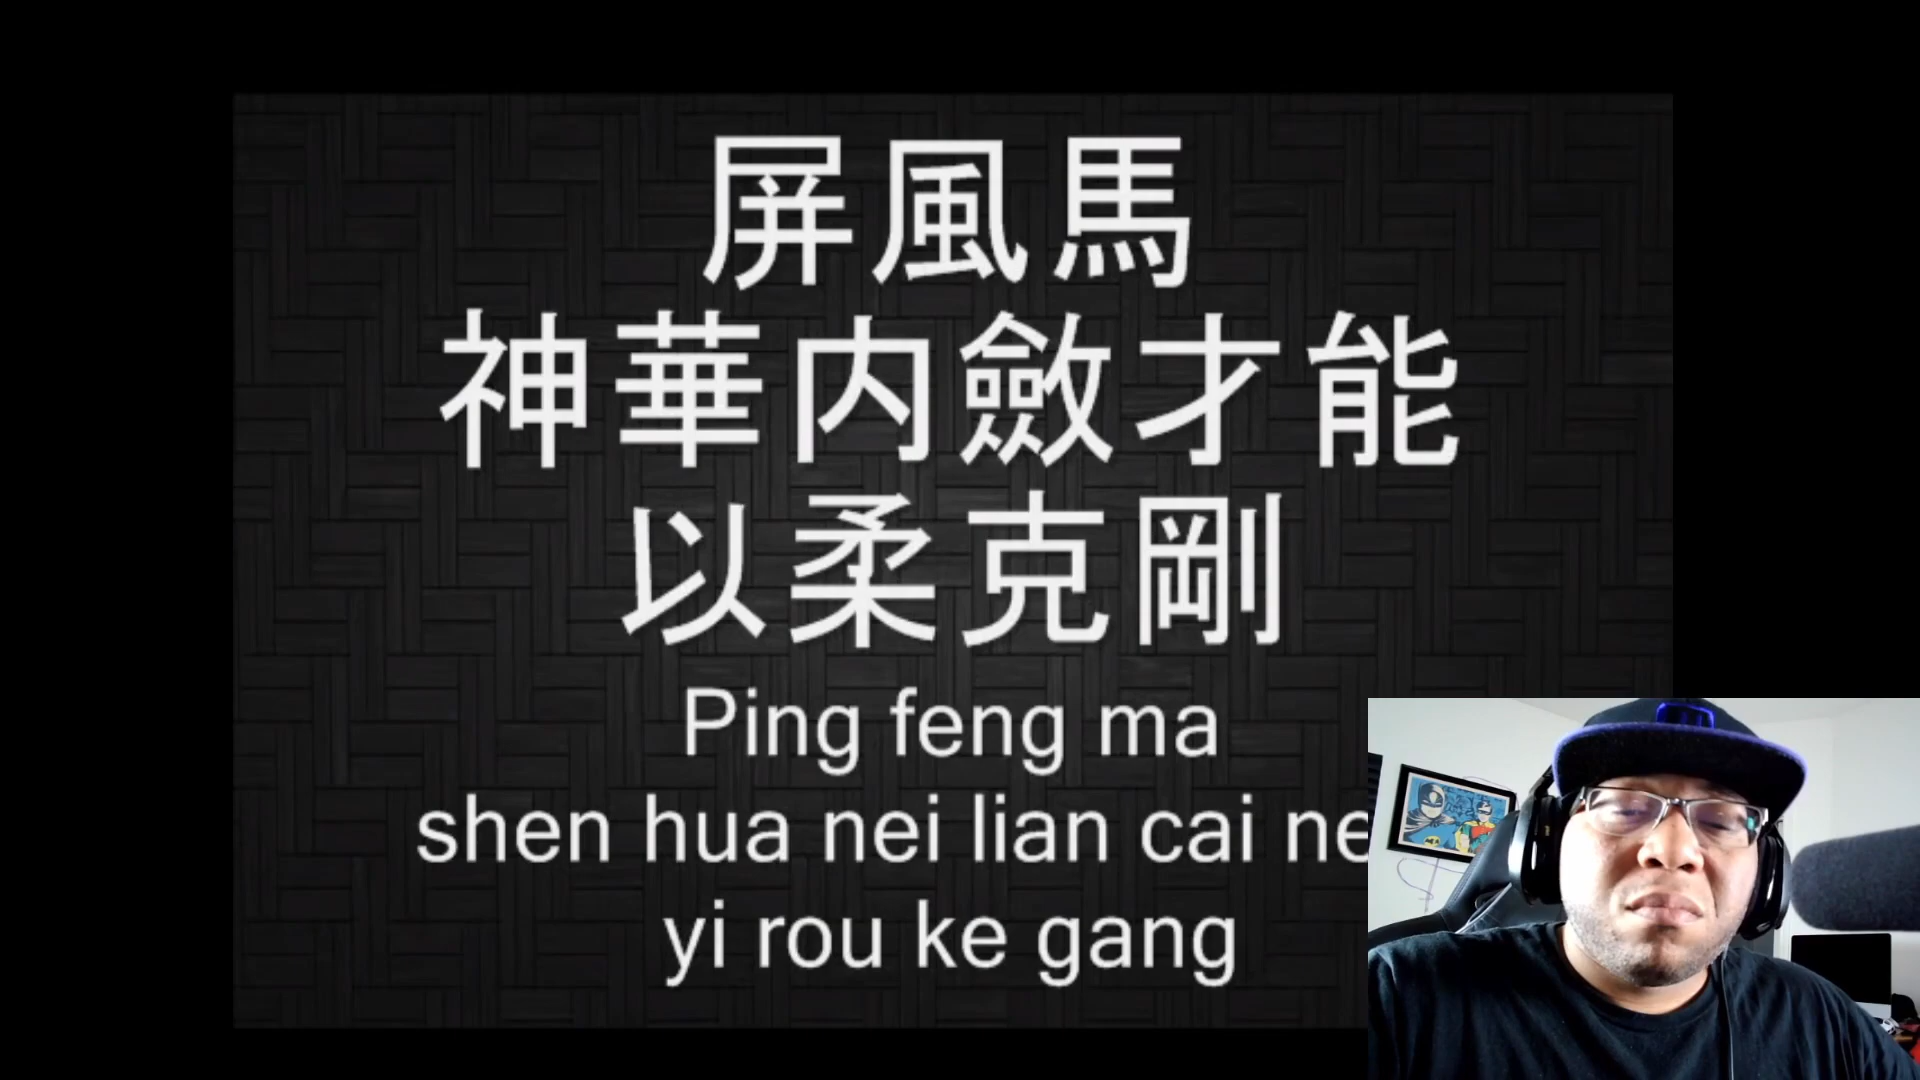 屏風馬
神華内斂才能
以柔克剛
Ping feng ma
shen hua nei lian cai ne
yi rou ke gang